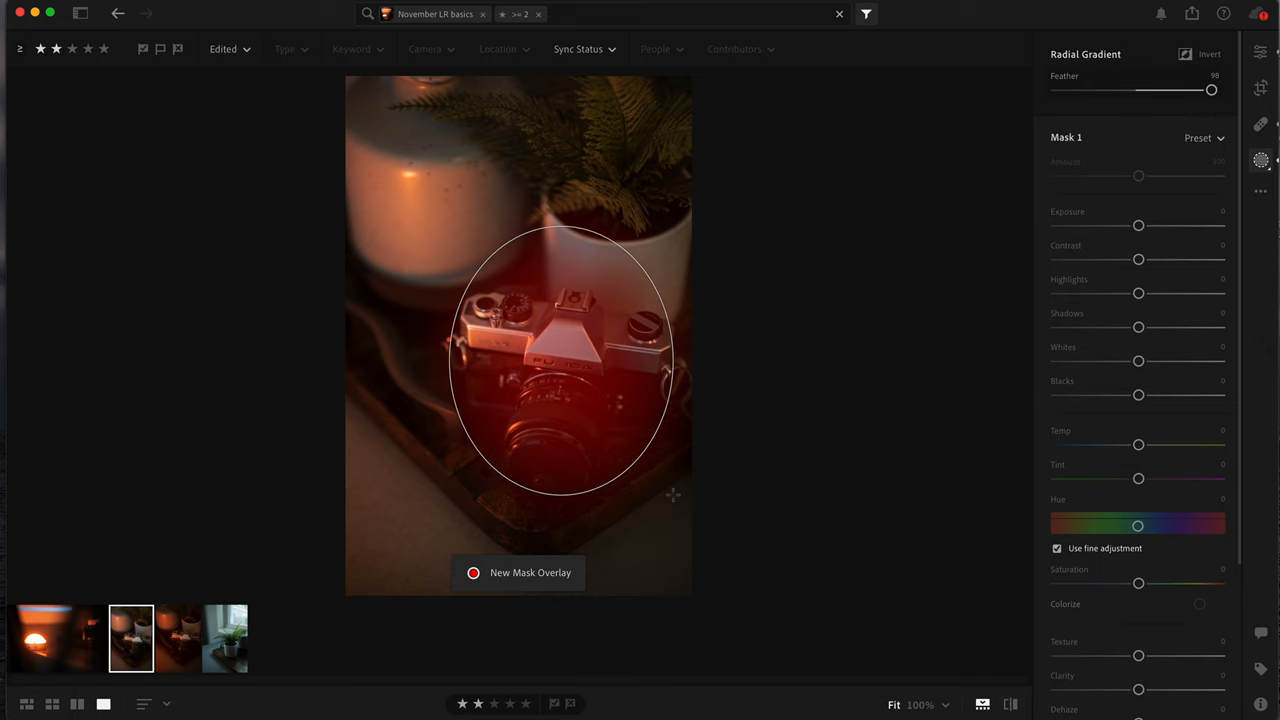 November LR basics × ★ >= 2 ×
≥ Edited Type Keyword Camera Location Sync Status People Contributors
Radial Gradient Invert
Feather 98
Mask 1 Preset
Amount 100
Exposure 0
Contrast 0
Highlights 0
Shadows 0
Whites 0
Blacks 0
Temp 0
Tint 0
Hue 0
Use fine adjustment
Saturation 0
Colorize
Texture 0
Clarity 0
Dehaze
New Mask Overlay
Fit 100%